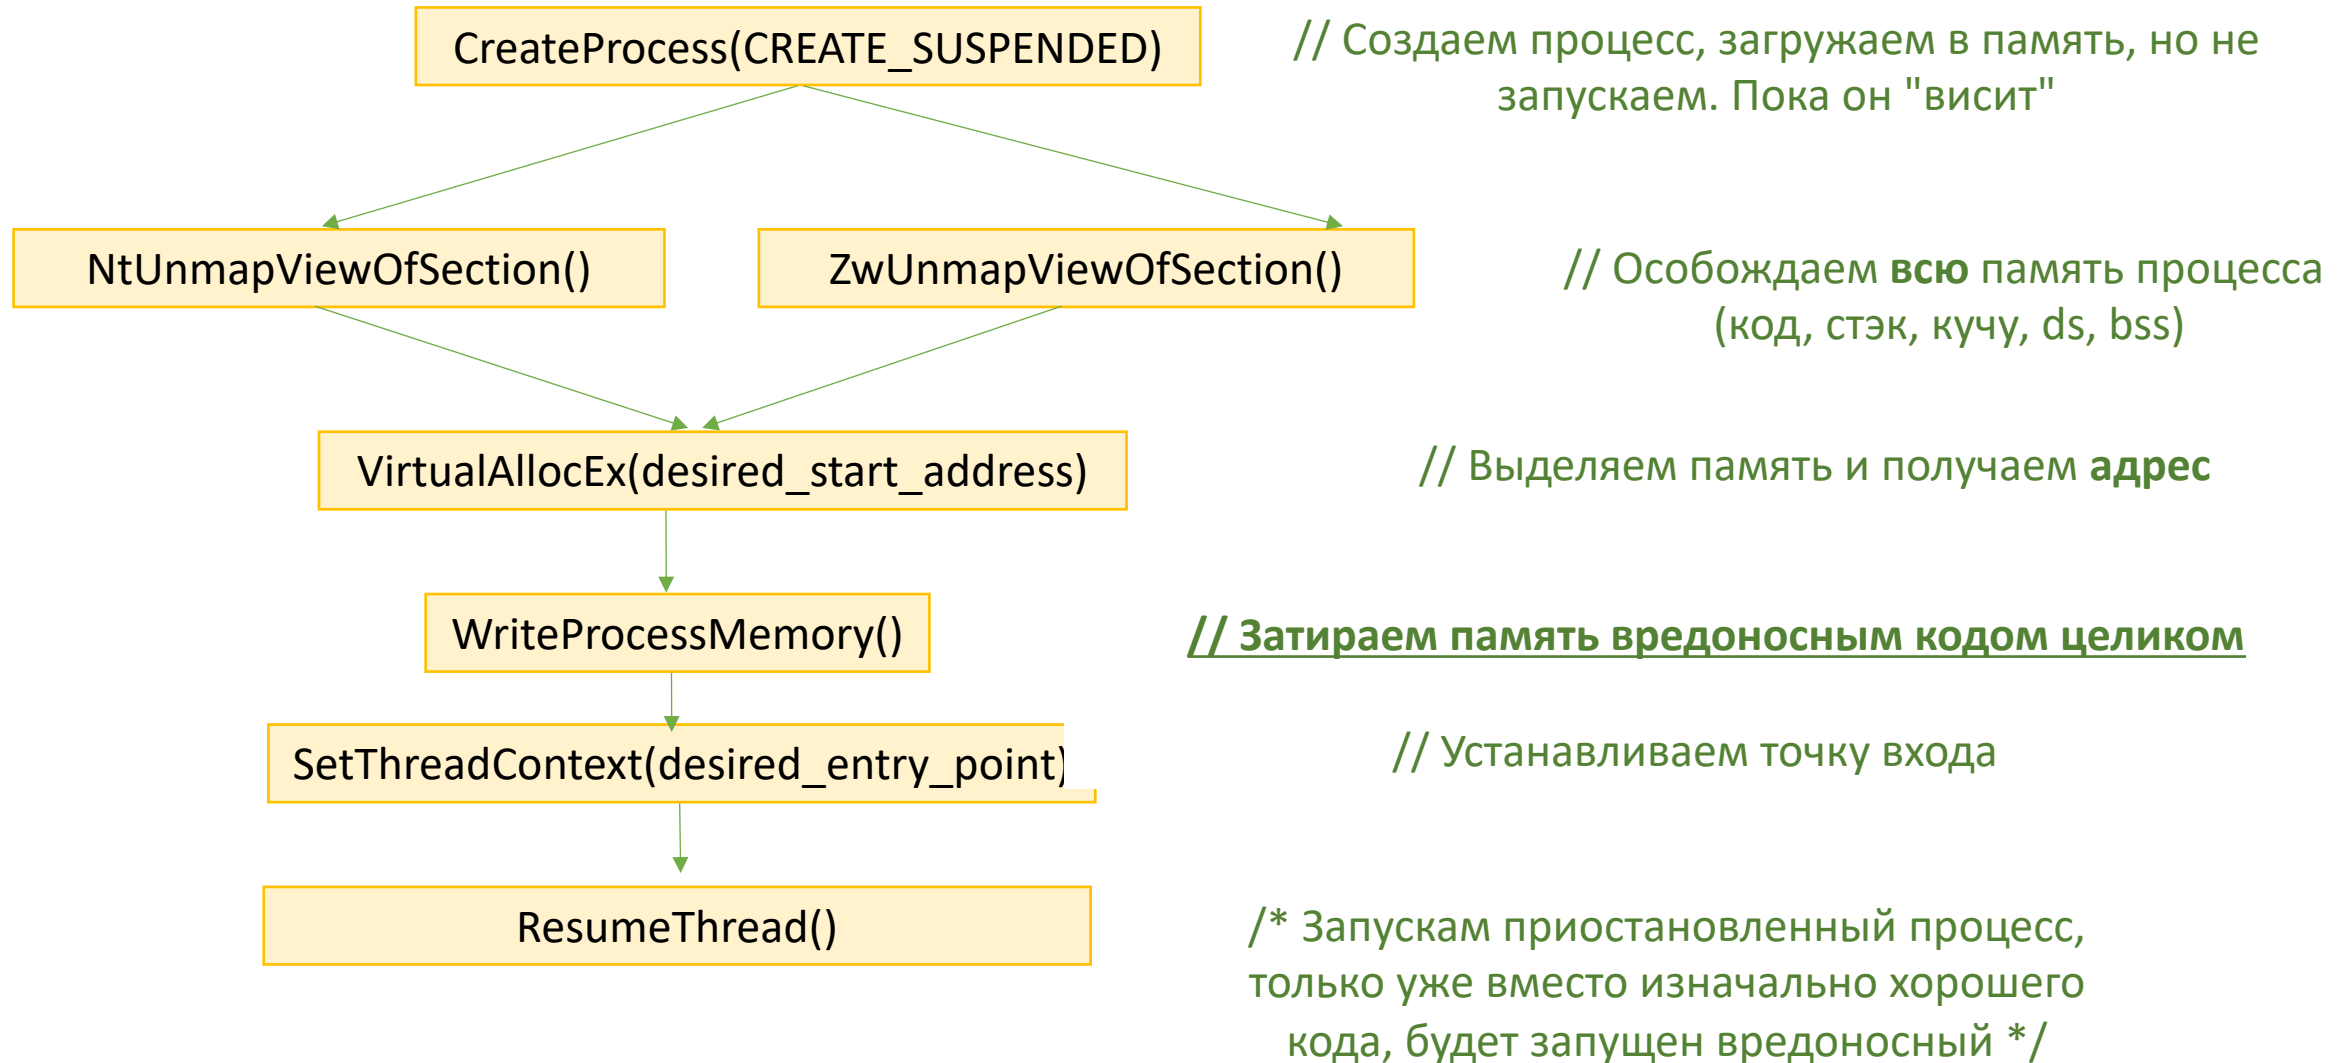 CreateProcess(CREATE_SUSPENDED)
// Создаем процесс, загружаем в память, но не
запускаем. Пока он "висит"
NtUnmapViewOfSection()
ZwUnmapViewOfSection()
// Особождаем всю память процесса
(код, стэк, кучу, ds, bss)
VirtualAllocEx(desired_start_address)
// Выделяем память и получаем адрес
WriteProcessMemory()
// Затираем память вредоносным кодом целиком
SetThreadContext(desired_entry_point)
// Устанавливаем точку входа
ResumeThread()
/* Запускам приостановленный процесс,
только уже вместо изначально хорошего
кода, будет запущен вредоносный */